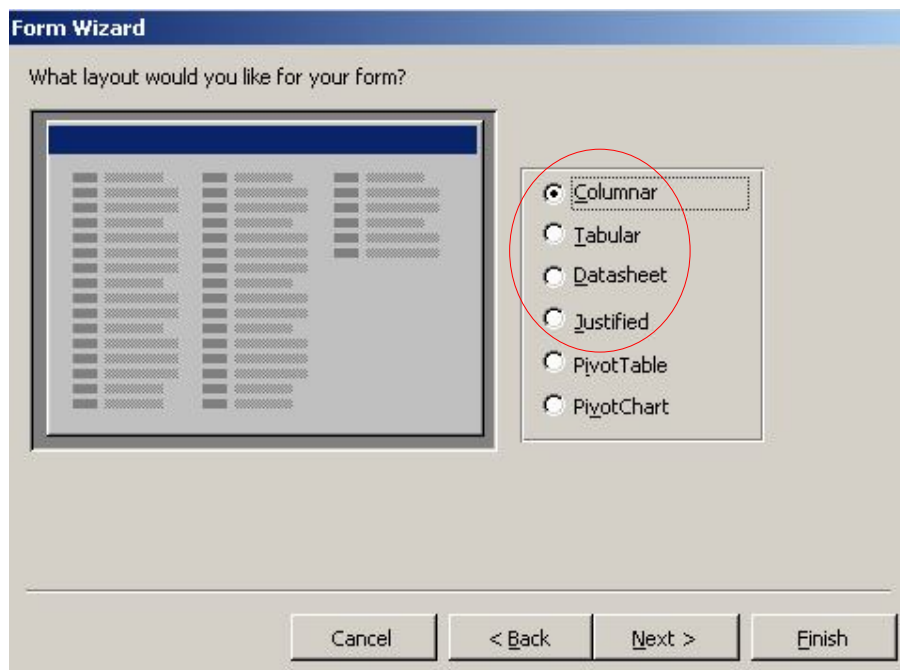 Form Wizard
What layout would you like for your form?
Columnar
Tabular
Datasheet
Justified
PivotTable
PivotChart
Cancel
< Back
Next >
Finish